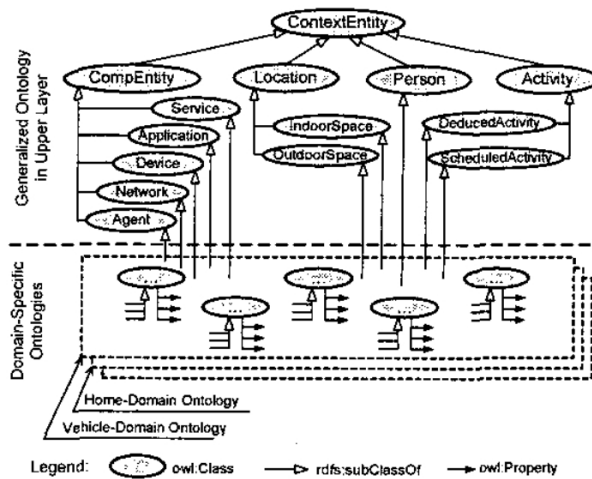 ContextEntity
CompEntity
Location
Person
Activity
Service
Application
Device
Network
Agent
IndoorSpace
OutdoorSpace
DeducedActivity
ScheduledActivity
Generalized Ontology
in Upper Layer
Domain-Specific
Ontologies
...
...
...
...
...
Home-Domain Ontology
Vehicle-Domain Ontology
Legend:
...
owl:Class
rdfs:subClassOf
owl:Property